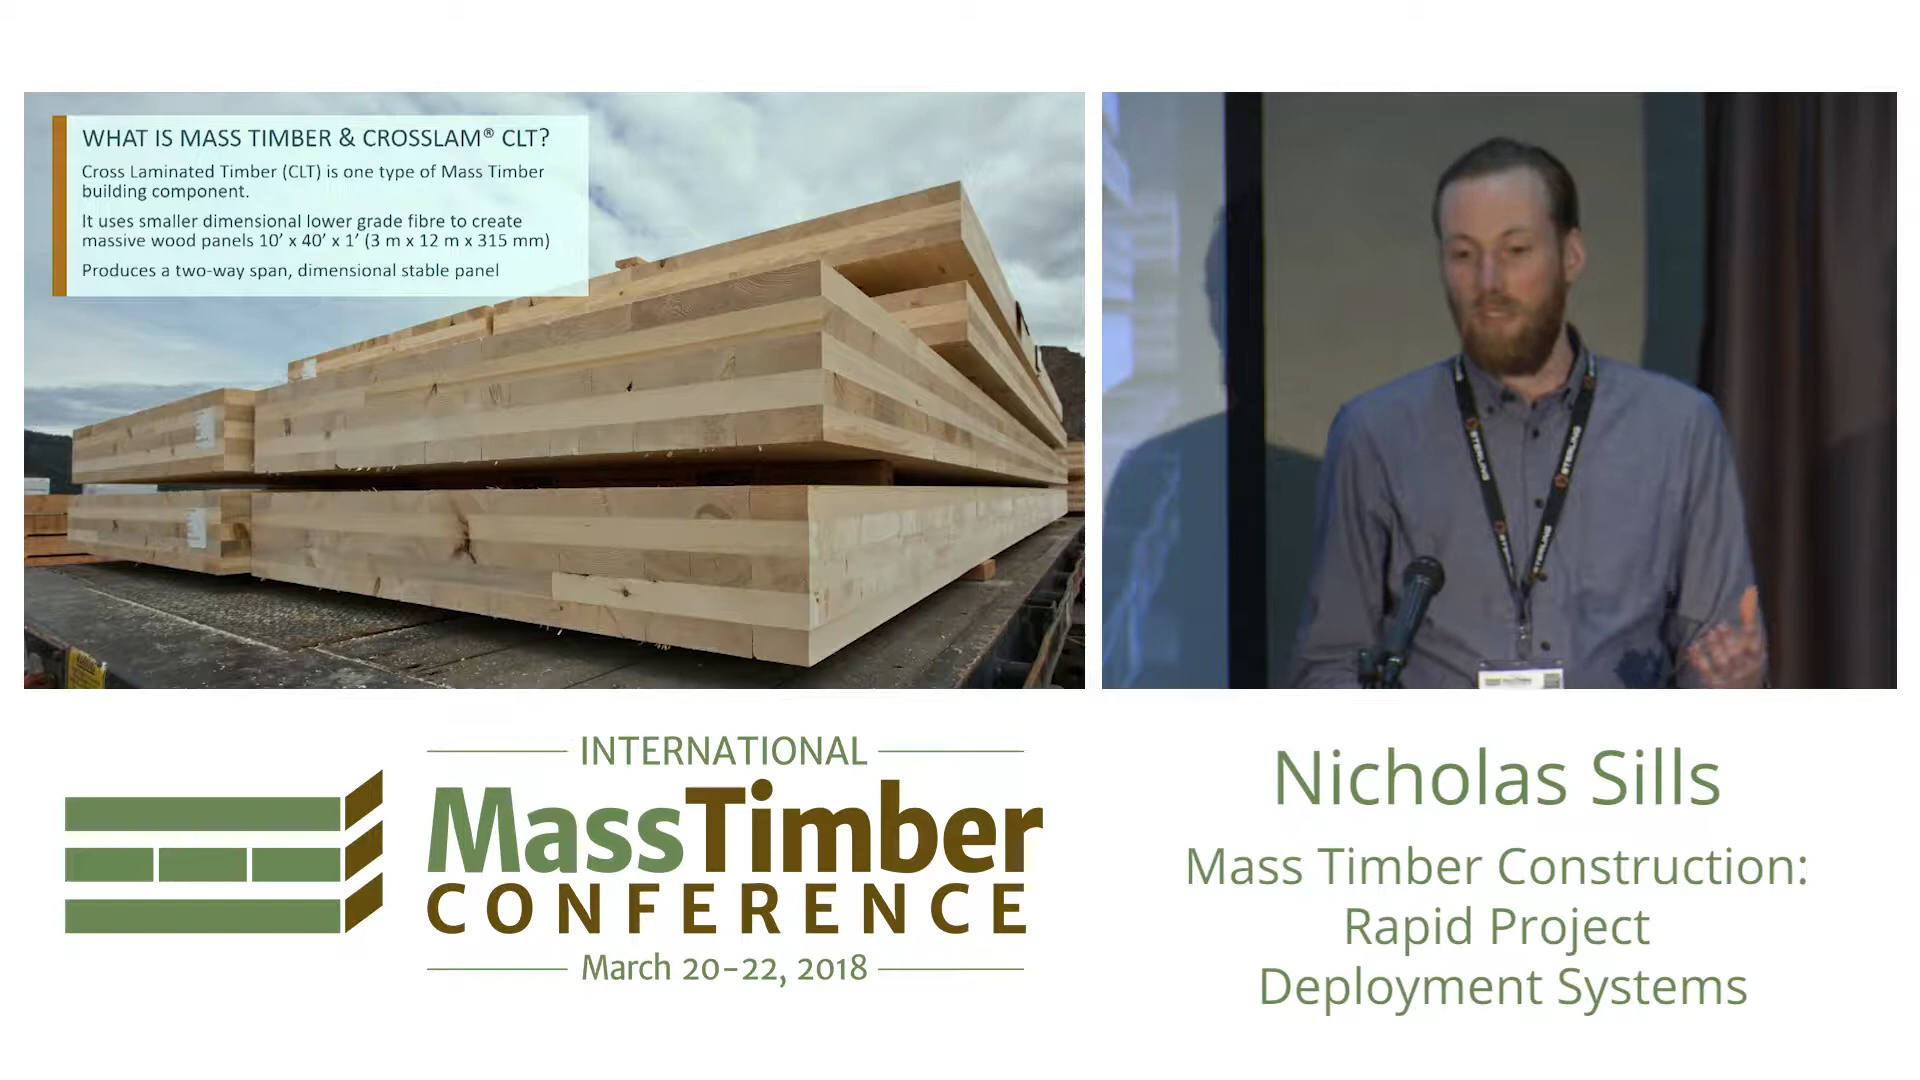 WHAT IS MASS TIMBER & CROSSLAM® CLT?
Cross Laminated Timber (CLT) is one type of Mass Timber
building component.
It uses smaller dimensional lower grade fibre to create
massive wood panels 10’ x 40’ x 1’ (3 m x 12 m x 315 mm)
Produces a two-way span, dimensional stable panel
STERLING
STERLING
STERLING
INTERNATIONAL
MassTimber
CONFERENCE
March 20–22, 2018
Nicholas Sills
Mass Timber Construction:
Rapid Project
Deployment Systems